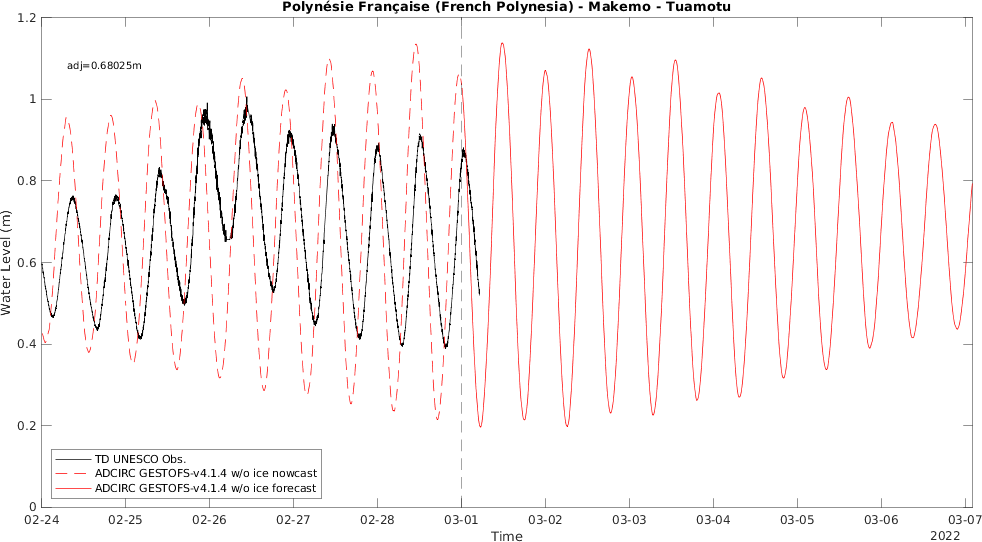 Polynésie Française (French Polynesia) - Makemo - Tuamotu
1.2
adj=0.68025m
1
0.8
Water Level (m)
0.6
0.4
0.2
TD UNESCO Obs.
ADCIRC GESTOFS-v4.1.4 w/o ice nowcast
ADCIRC GESTOFS-v4.1.4 w/o ice forecast
0
02-24 02-25 02-26 02-27 02-28 03-01 03-02 03-03 03-04 03-05 03-06 03-07
Time
2022